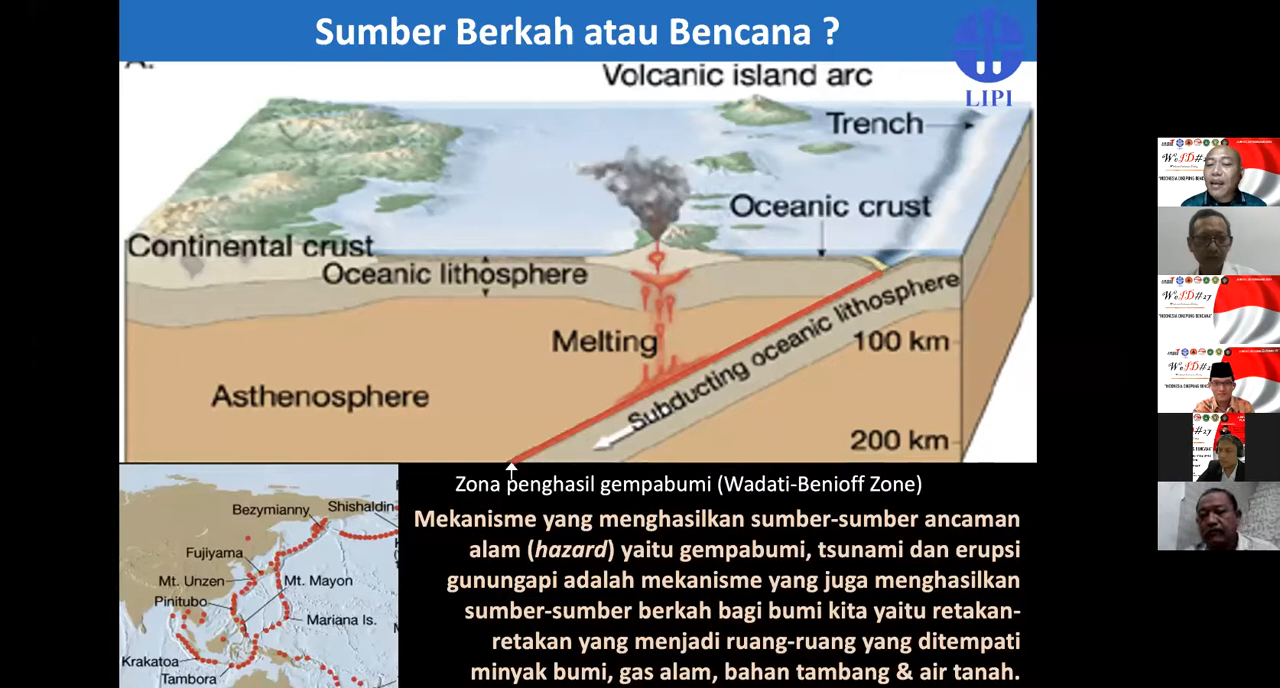 Sumber Berkah atau Bencana ?
LIPI
A.
Volcanic island arc
Trench
Oceanic crust
Continental crust
Oceanic lithosphere
Subducting oceanic lithosphere
Melting
100 km
Asthenosphere
200 km
Zona penghasil gempabumi (Wadati-Benioff Zone)
Mekanisme yang menghasilkan sumber-sumber ancaman
alam (hazard) yaitu gempabumi, tsunami dan erupsi
gunungapi adalah mekanisme yang juga menghasilkan
sumber-sumber berkah bagi bumi kita yaitu retakan-
retakan yang menjadi ruang-ruang yang ditempati
minyak bumi, gas alam, bahan tambang & air tanah.
Bezymianny
Shishaldin
Fujiyama
Mt. Unzen
Mt. Mayon
Pinitubo
Mariana Is.
Krakatoa
Tambora